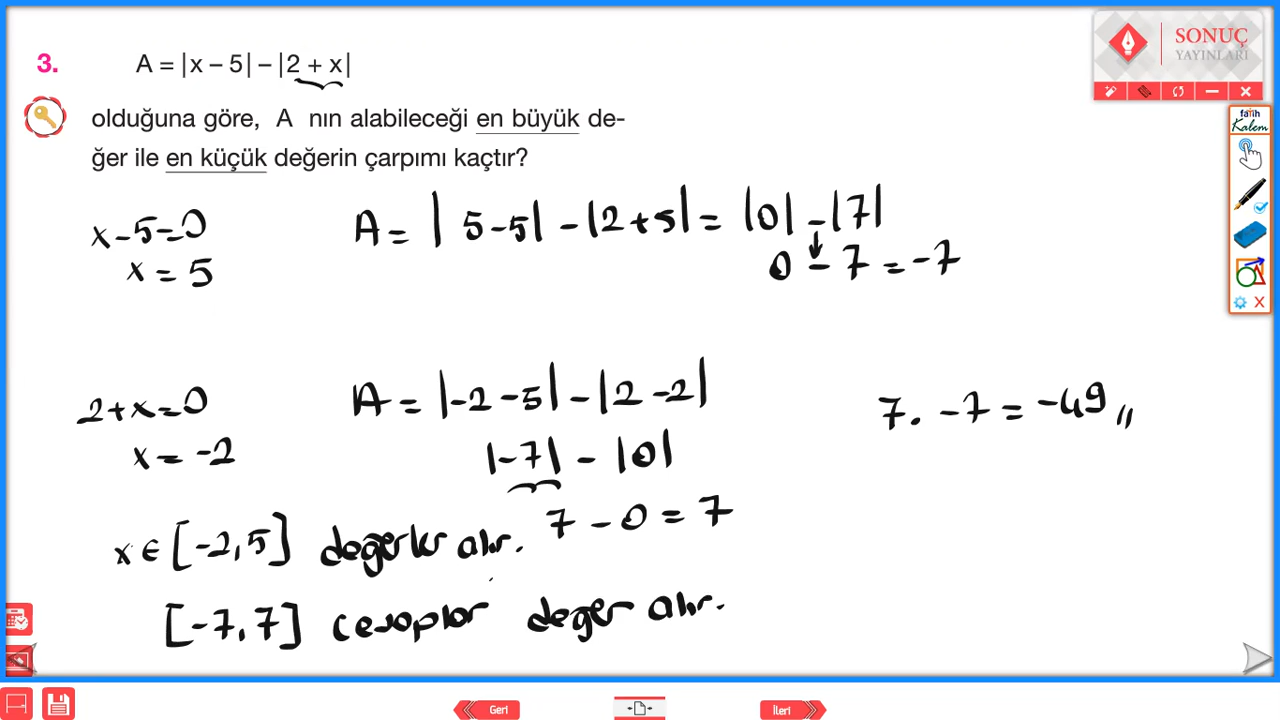 3. A = |x – 5| – |2 + x|
olduğuna göre, A nın alabileceği en büyük de-
ğer ile en küçük değerin çarpımı kaçtır?
x-5=0
x = 5
A = |5-5| - |2+5| = |0| - |7|
0 - 7 = -7
2+x=0
x = -2
A = |-2-5| - |2-2|
|-7| - |0|
7 - 0 = 7
7. -7 = -49,,
x ∈ [-2,5] değerler alır.
[-7,7] cevaplar değer alır.
SONUÇ
YAYINLARI
fatih
Kalem
Geri
İleri